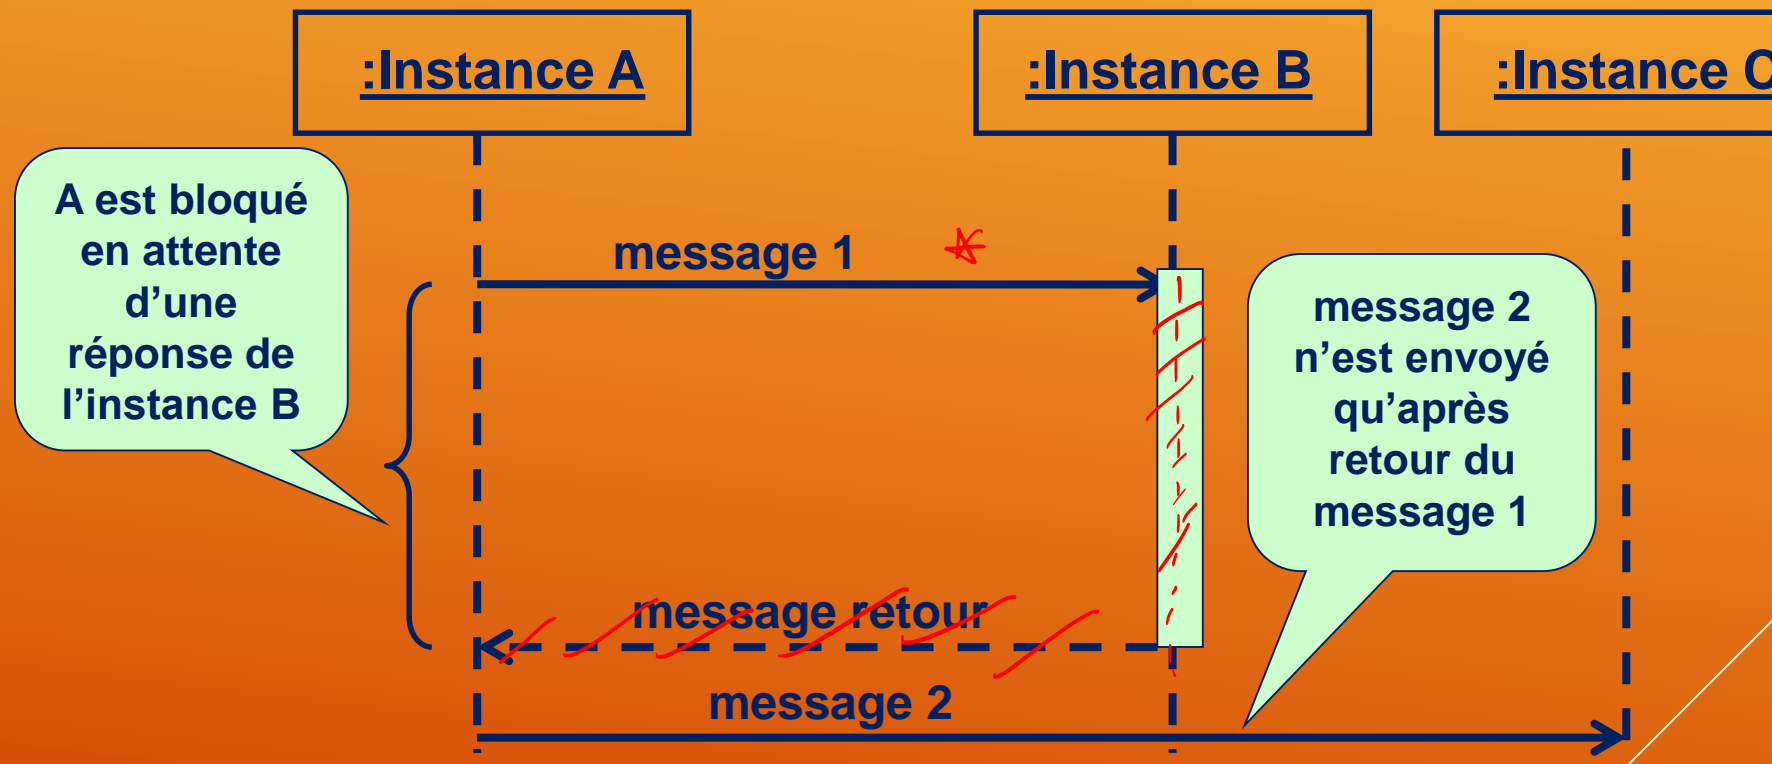 :Instance A
:Instance B
:Instance C
A est bloqué
en attente
d’une
réponse de
l’instance B
message 1
message 2
n’est envoyé
qu’après
retour du
message 1
message retour
message 2